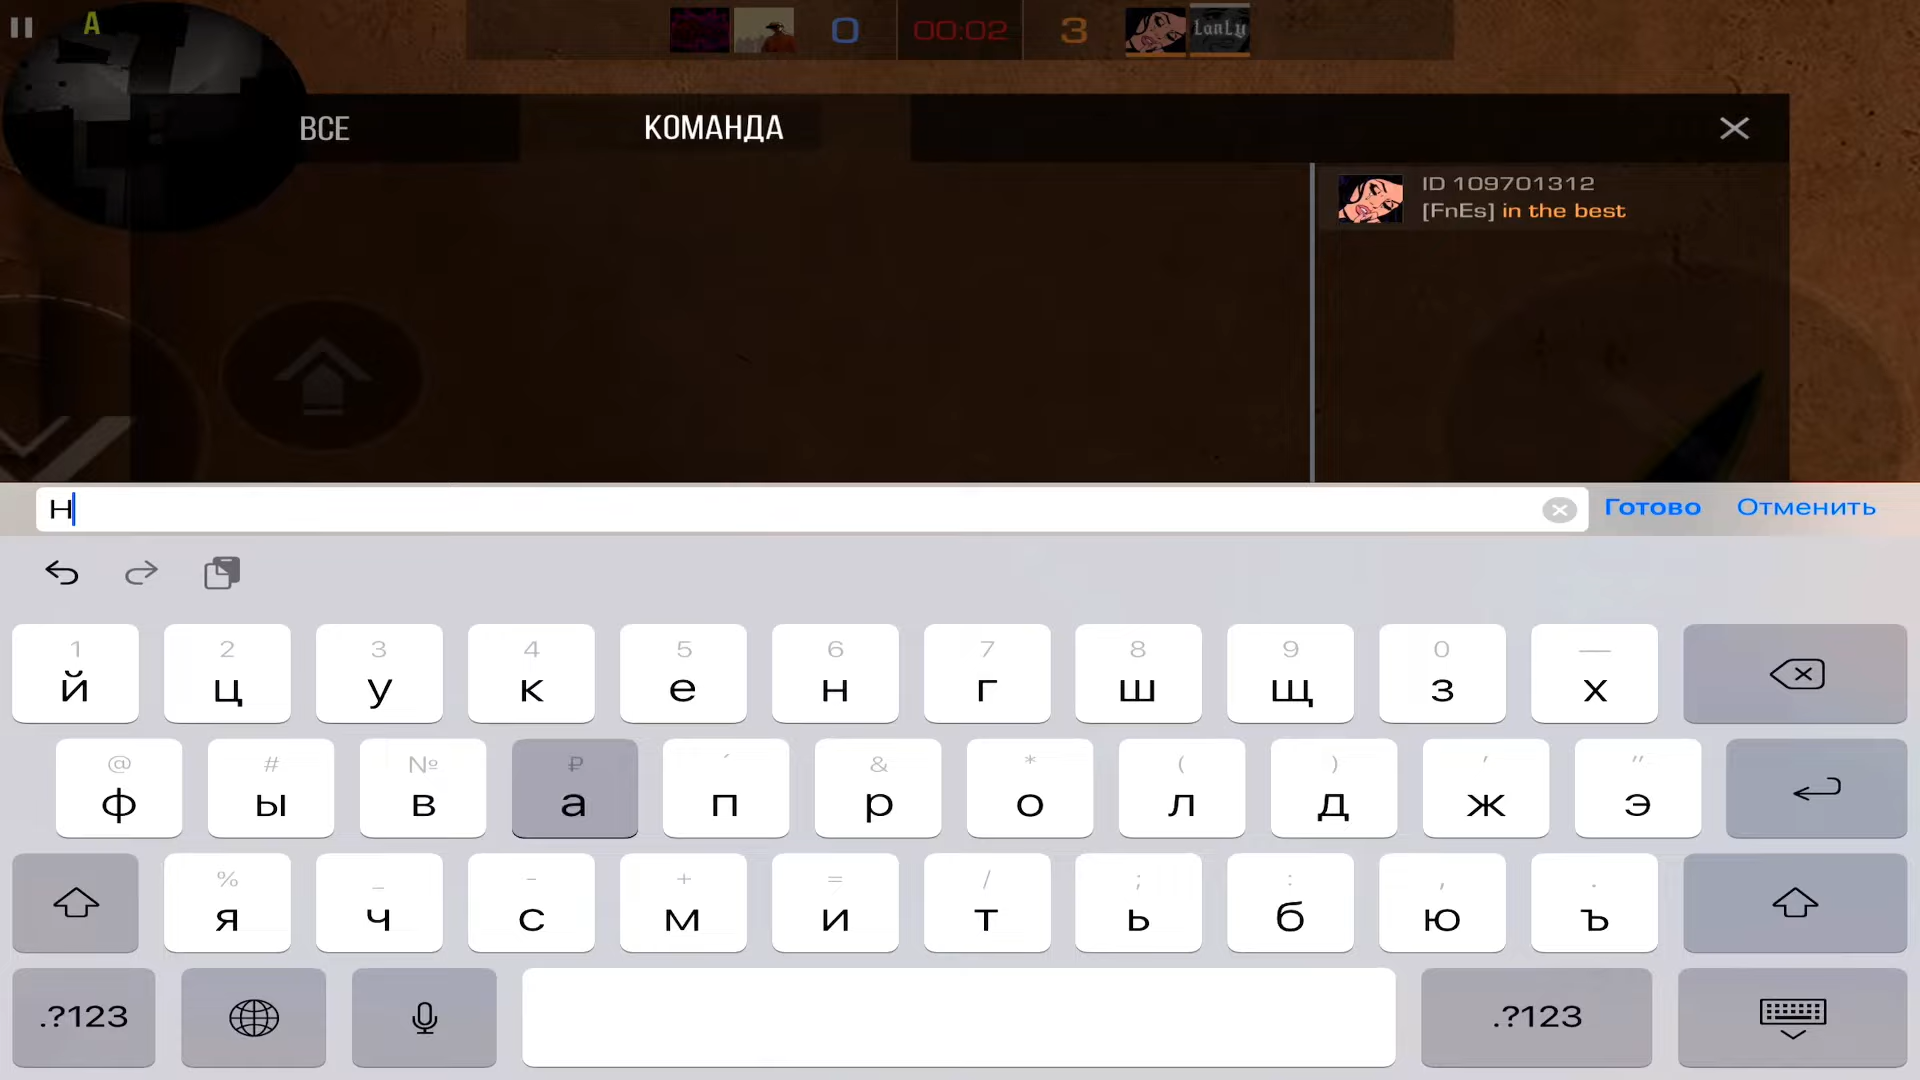 A
0 00:02 3
LanLy
ВСЕ КОМАНДА
ID 109701312
[FnEs] in the best
Н
Готово Отменить
1 2 3 4 5 6 7 8 9 0 —
й ц у к е н г ш щ з х
@ # № ₽ ´ & * ( ) ' "
ф ы в а п р о л д ж э
% _ - + = / ; : , .
я ч с м и т ь б ю ъ
.?123 .?123